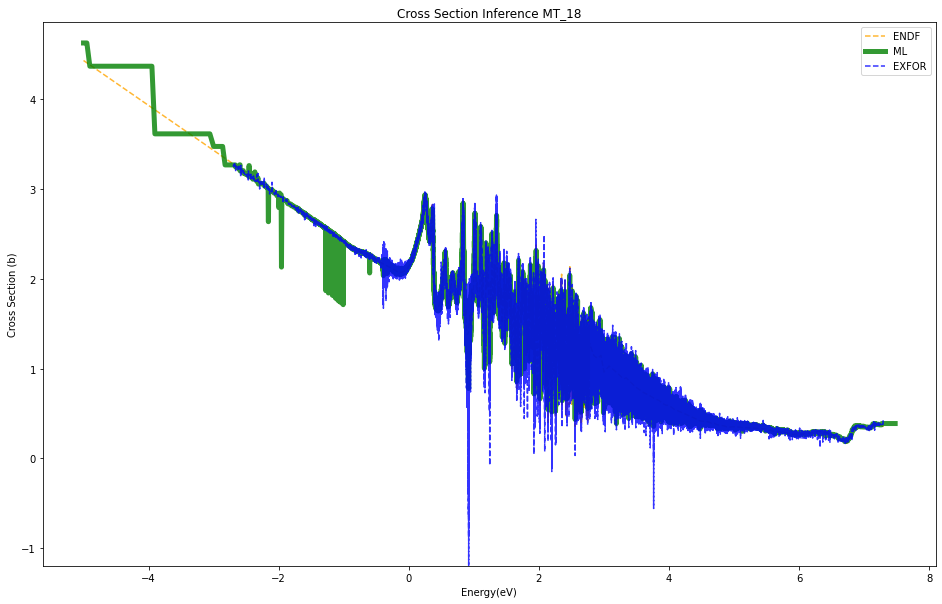 Cross Section Inference MT_18
ENDF
ML
EXFOR
Cross Section (b)
4
3
2
1
0
−1
−4
−2
0
2
4
6
8
Energy(eV)